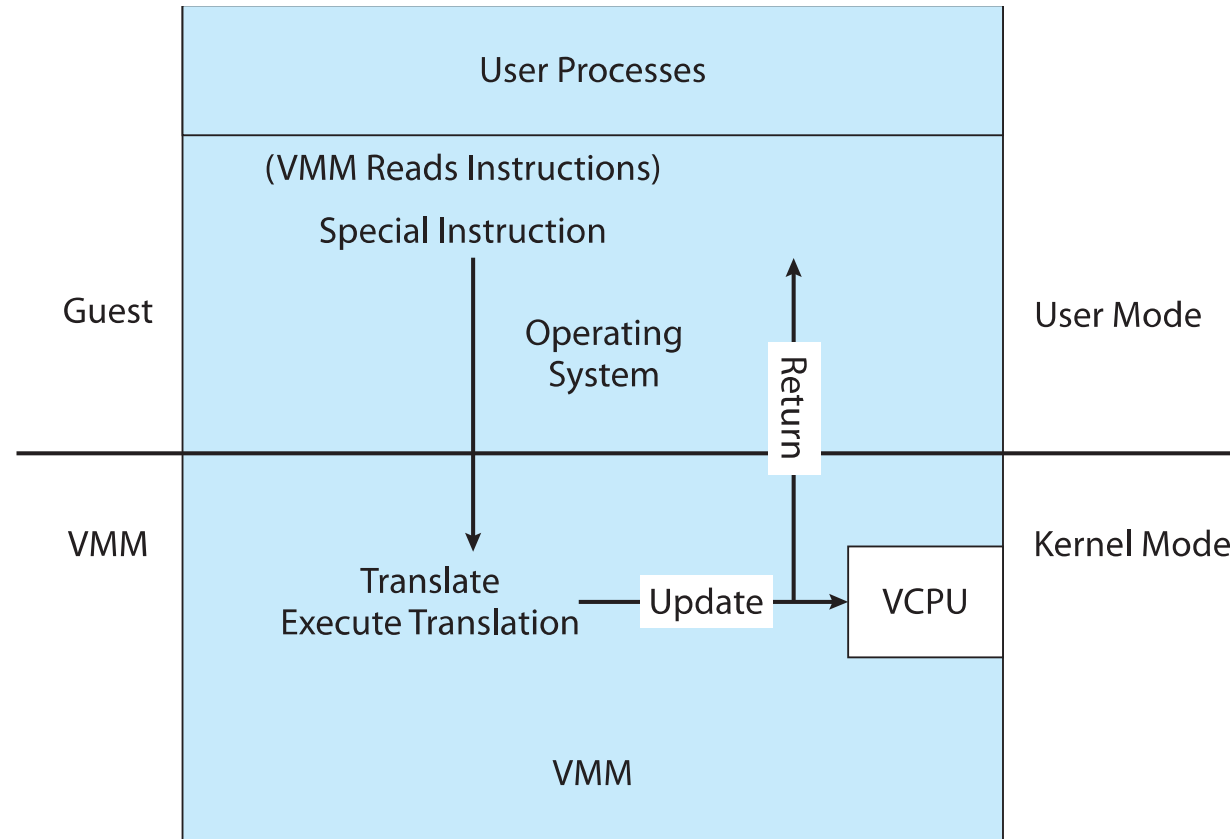 User Processes
(VMM Reads Instructions)
Special Instruction
Guest
Operating
System
Return
User Mode
VMM
Kernel Mode
Translate
Execute Translation
Update
VCPU
VMM